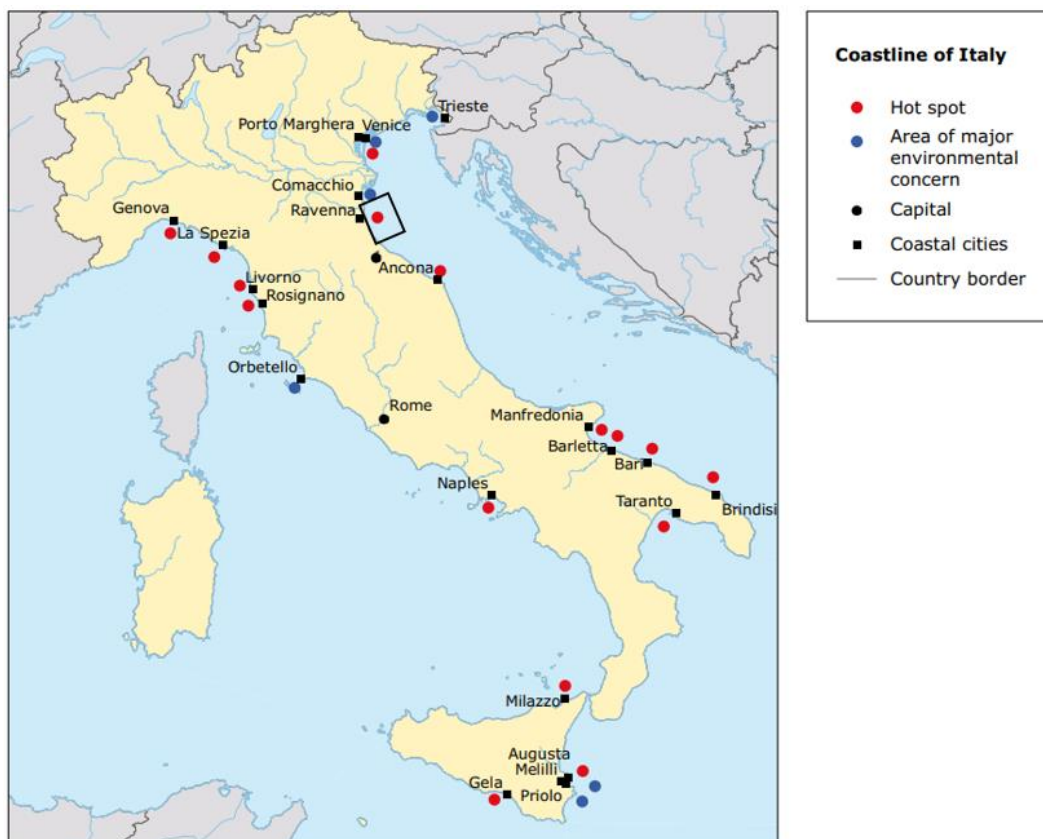 Trieste
Porto Marghera
Venice
Comacchio
Ravenna
Genova
La Spezia
Livorno
Rosignano
Ancona
Orbetello
Rome
Manfredonia
Barletta
Bari
Naples
Taranto
Brindisi
Milazzo
Augusta
Melilli
Gela
Priolo
Coastline of Italy
Hot spot
Area of major
environmental
concern
Capital
Coastal cities
Country border